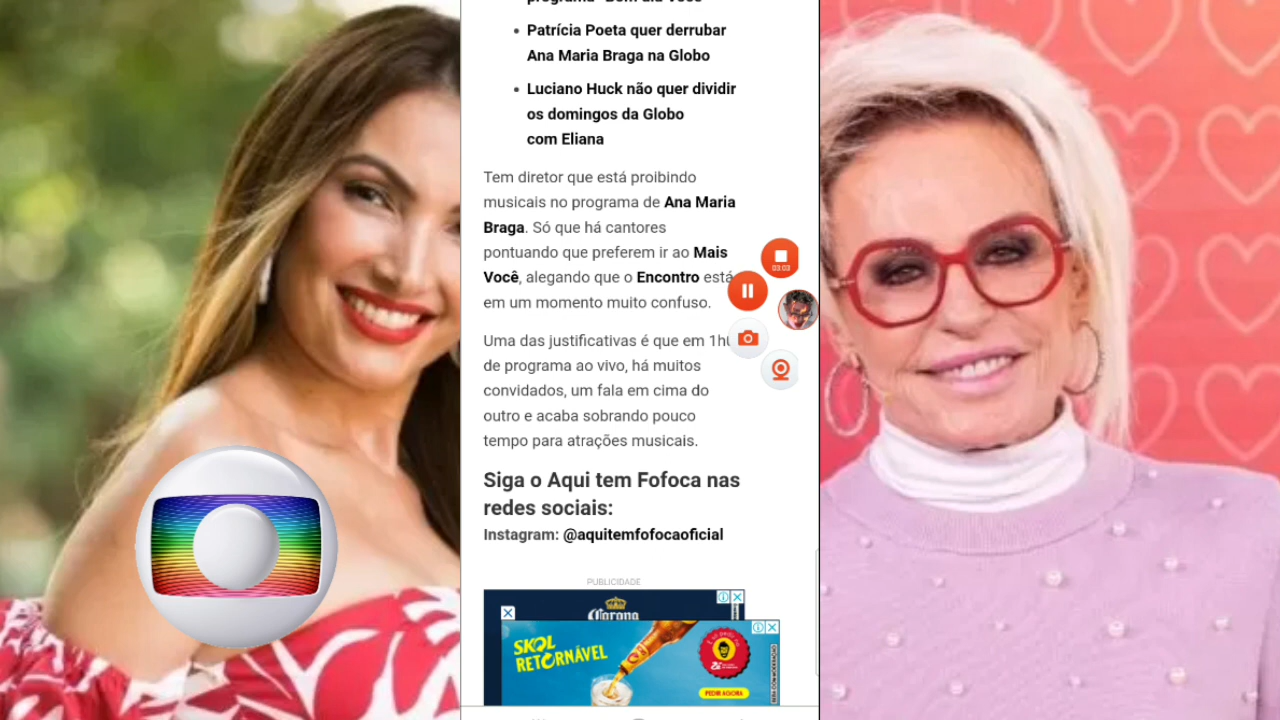 Patrícia Poeta quer derrubar
Ana Maria Braga na Globo
Luciano Huck não quer dividir
os domingos da Globo
com Eliana
Tem diretor que está proibindo
musicais no programa de Ana Maria
Braga. Só que há cantores
pontuando que preferem ir ao Mais
Você, alegando que o Encontro está
em um momento muito confuso.
03:03
Uma das justificativas é que em 1h
de programa ao vivo, há muitos
convidados, um fala em cima do
outro e acaba sobrando pouco
tempo para atrações musicais.
Siga o Aqui tem Fofoca nas
redes sociais:
Instagram: @aquitemfofocaoficial
PUBLICIDADE
Corona
SKOL
RETORNÁVEL
PEDIR AGORA